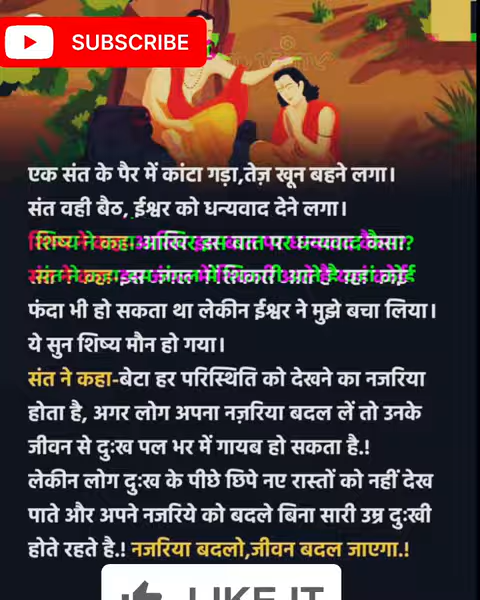 SUBSCRIBE
एक संत के पैर में कांटा गड़ा,तेज़ खून बहने लगा।
संत वही बैठ, ईश्वर को धन्यवाद देने लगा।
शिष्य ने कहा-आखिर इस बात पर धन्यवाद कैसा?
संत ने कहा-इस जंगल में शिकारी आते है यहां कोई
फंदा भी हो सकता था लेकीन ईश्वर ने मुझे बचा लिया।
ये सुन शिष्य मौन हो गया।
संत ने कहा-बेटा हर परिस्थिति को देखने का नजरिया
होता है, अगर लोग अपना नज़रिया बदल लें तो उनके
जीवन से दुःख पल भर में गायब हो सकता है.!
लेकीन लोग दुःख के पीछे छिपे नए रास्तों को नहीं देख
पाते और अपने नजरिये को बदले बिना सारी उम्र दुःखी
होते रहते है.! नजरिया बदलो,जीवन बदल जाएगा.!
LIKE IT